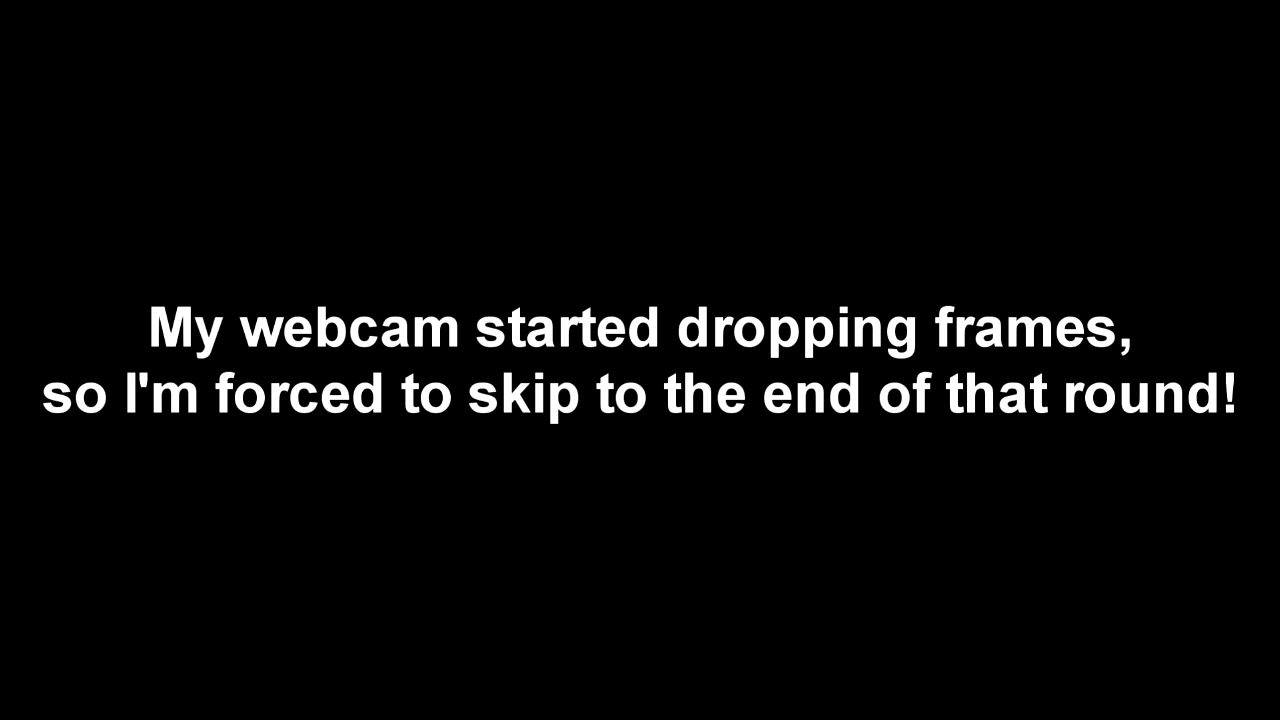 My webcam started dropping frames,
so I'm forced to skip to the end of that round!